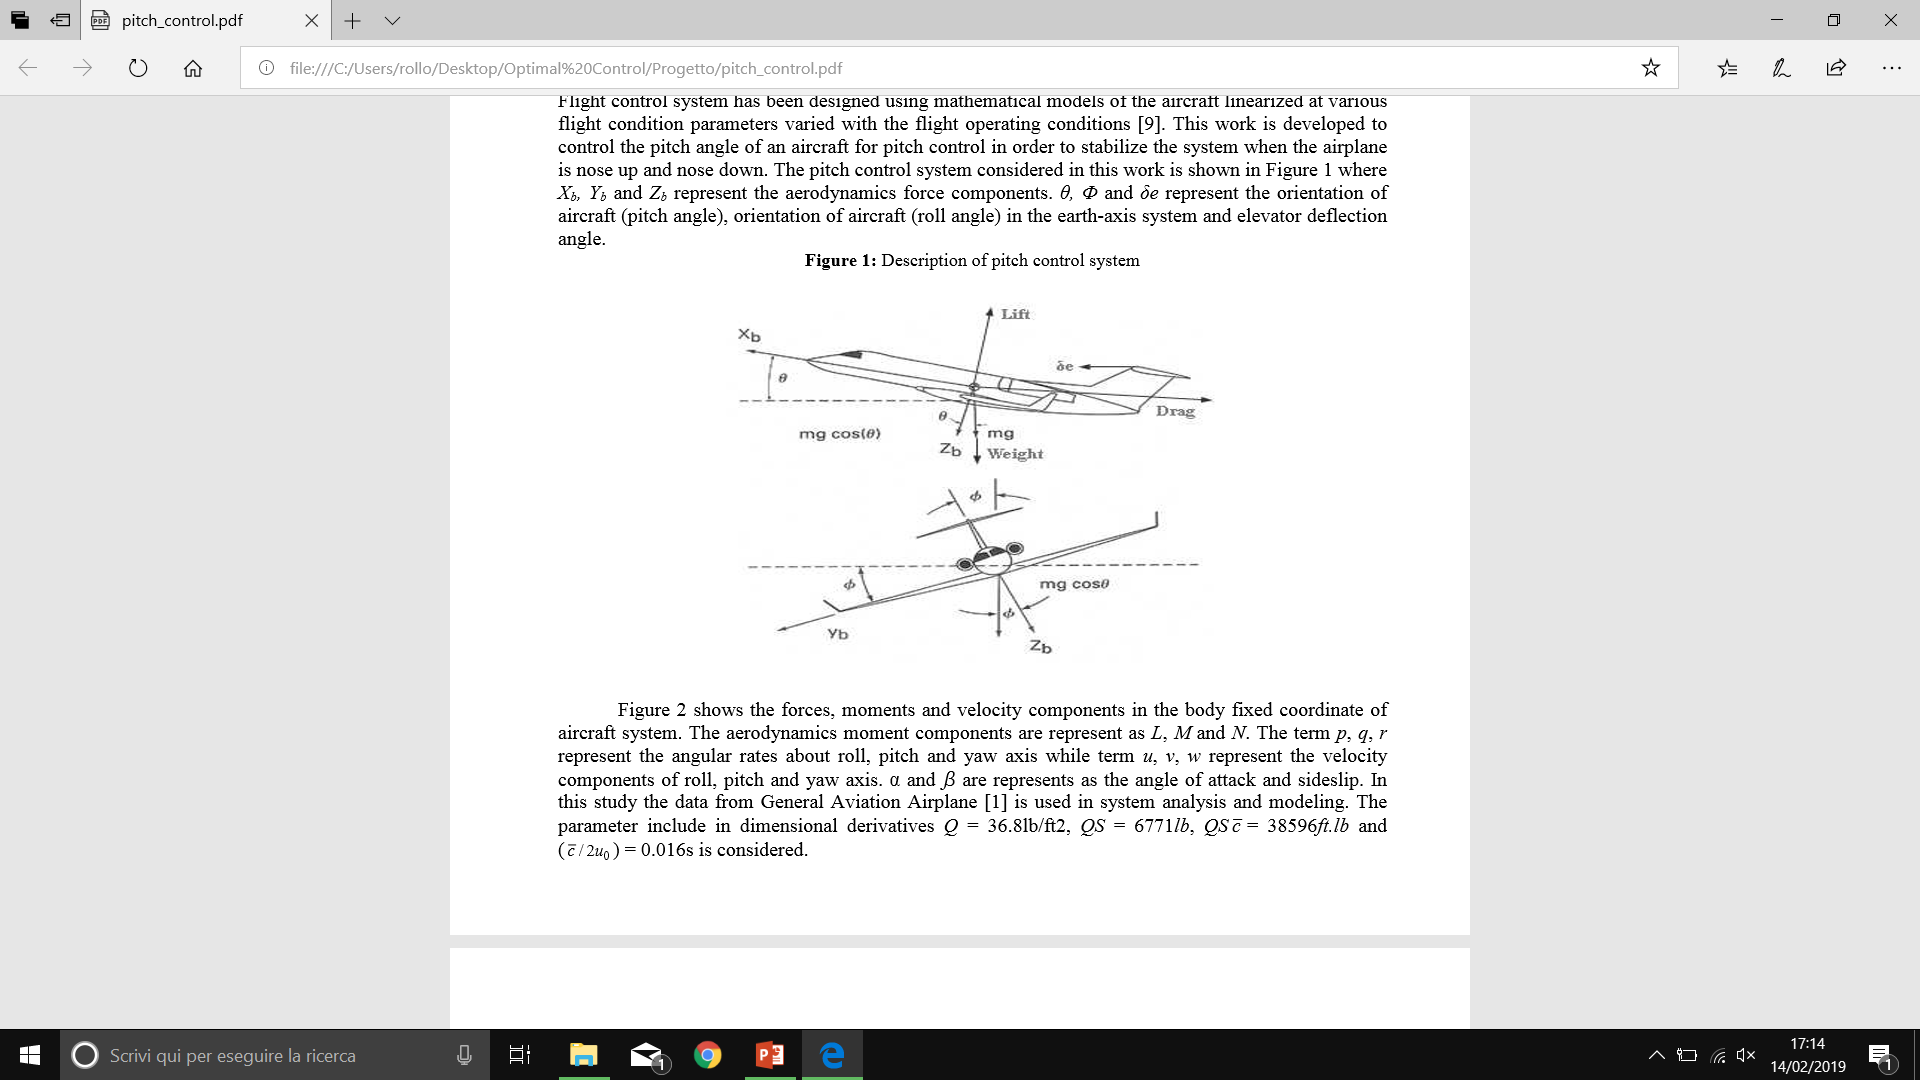 pitch_control.pdf
file:///C:/Users/rollo/Desktop/Optimal%20Control/Progetto/pitch_control.pdf
Flight control system has been designed using mathematical models of the aircraft linearized at various
flight condition parameters varied with the flight operating conditions [9]. This work is developed to
control the pitch angle of an aircraft for pitch control in order to stabilize the system when the airplane
is nose up and nose down. The pitch control system considered in this work is shown in Figure 1 where
Xb, Yb and Zb represent the aerodynamics force components. θ, Φ and δe represent the orientation of
aircraft (pitch angle), orientation of aircraft (roll angle) in the earth-axis system and elevator deflection
angle.
Figure 1: Description of pitch control system
Lift
Xb
θ
δe
Drag
θ
mg cos(θ)
mg
Zb
Weight
ϕ
ϕ
mg cosθ
ϕ
yb
Zb
Figure 2 shows the forces, moments and velocity components in the body fixed coordinate of
aircraft system. The aerodynamics moment components are represent as L, M and N. The term p, q, r
represent the angular rates about roll, pitch and yaw axis while term u, v, w represent the velocity
components of roll, pitch and yaw axis. α and β are represents as the angle of attack and sideslip. In
this study the data from General Aviation Airplane [1] is used in system analysis and modeling. The
parameter include in dimensional derivatives Q = 36.8lb/ft2, QS = 6771lb, QSc̅ = 38596ft.lb and
(c̅/2u₀) = 0.016s is considered.
Scrivi qui per eseguire la ricerca
1
17:14
14/02/2019
1